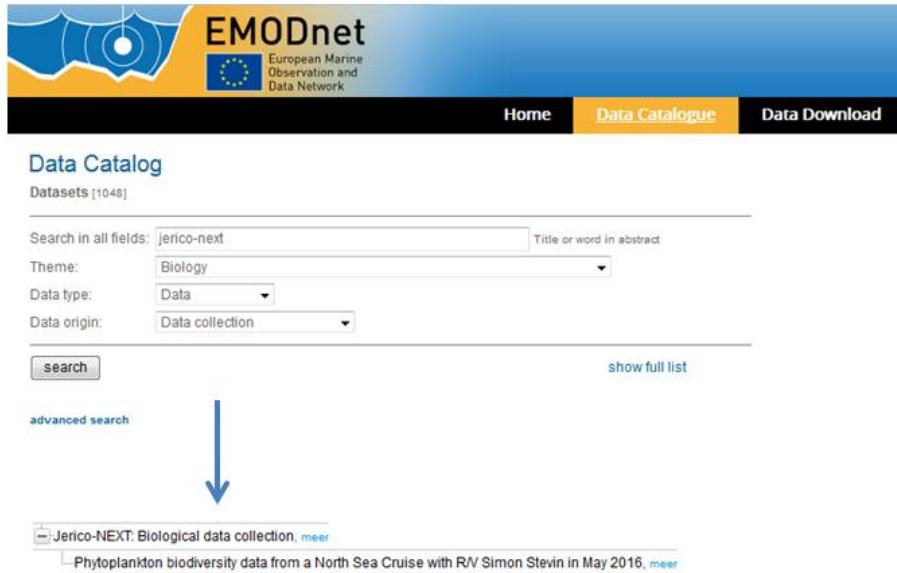 EMODnet
European Marine
Observation and
Data Network
Home Data Catalogue Data Download
Data Catalog
Datasets [1048]
Search in all fields: jerico-next Title or word in abstract
Theme: Biology
Data type: Data
Data origin: Data collection
search show full list
advanced search
Jerico-NEXT: Biological data collection, meer
Phytoplankton biodiversity data from a North Sea Cruise with R/V Simon Stevin in May 2016, meer